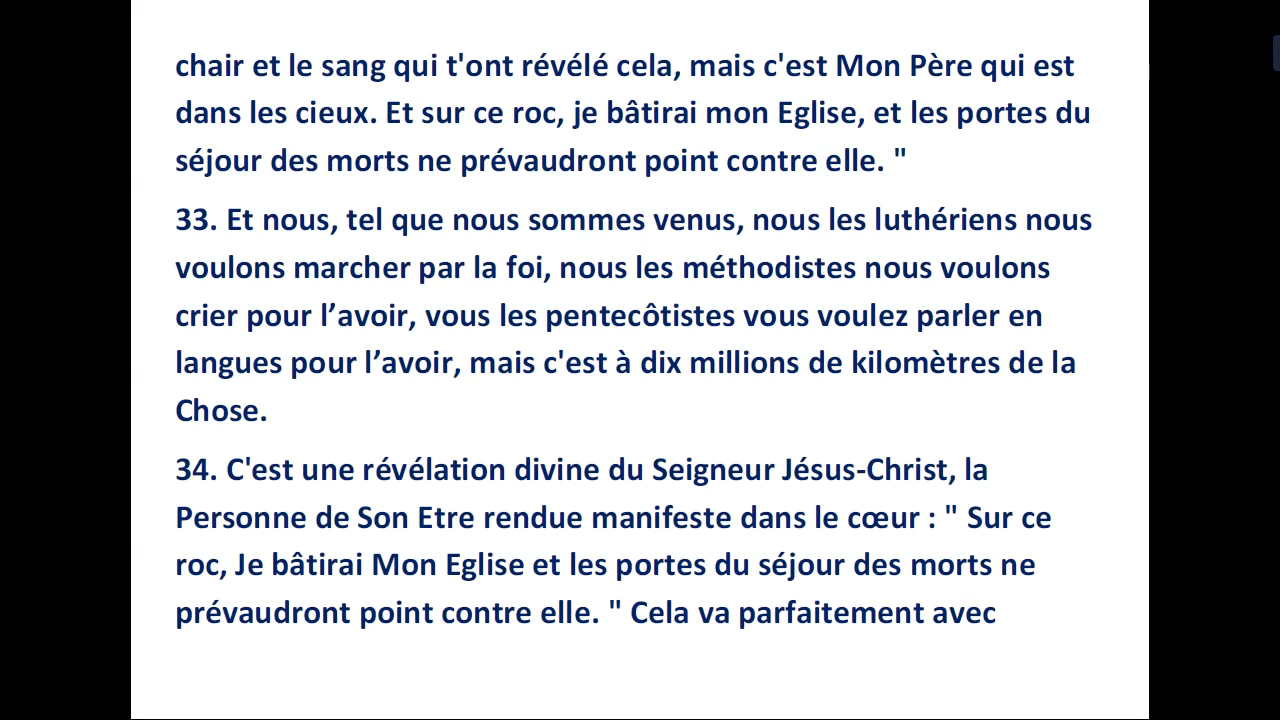 chair et le sang qui t'ont révélé cela, mais c'est Mon Père qui est
dans les cieux. Et sur ce roc, je bâtirai mon Eglise, et les portes du
séjour des morts ne prévaudront point contre elle. "
33. Et nous, tel que nous sommes venus, nous les luthériens nous
voulons marcher par la foi, nous les méthodistes nous voulons
crier pour l’avoir, vous les pentecôtistes vous voulez parler en
langues pour l’avoir, mais c'est à dix millions de kilomètres de la
Chose.
34. C'est une révélation divine du Seigneur Jésus-Christ, la
Personne de Son Etre rendue manifeste dans le cœur : " Sur ce
roc, Je bâtirai Mon Eglise et les portes du séjour des morts ne
prévaudront point contre elle. " Cela va parfaitement avec